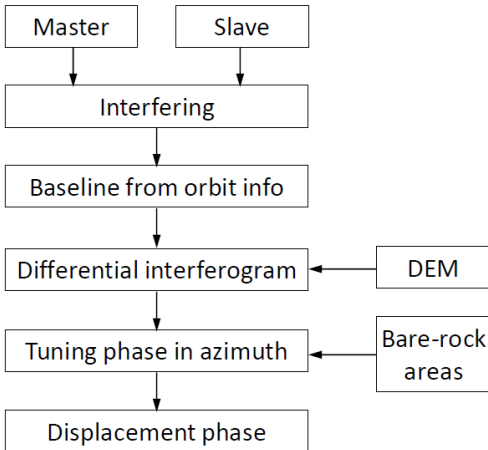 Master
Slave
Interfering
Baseline from orbit info
Differential interferogram
DEM
Tuning phase in azimuth
Bare-rock
areas
Displacement phase